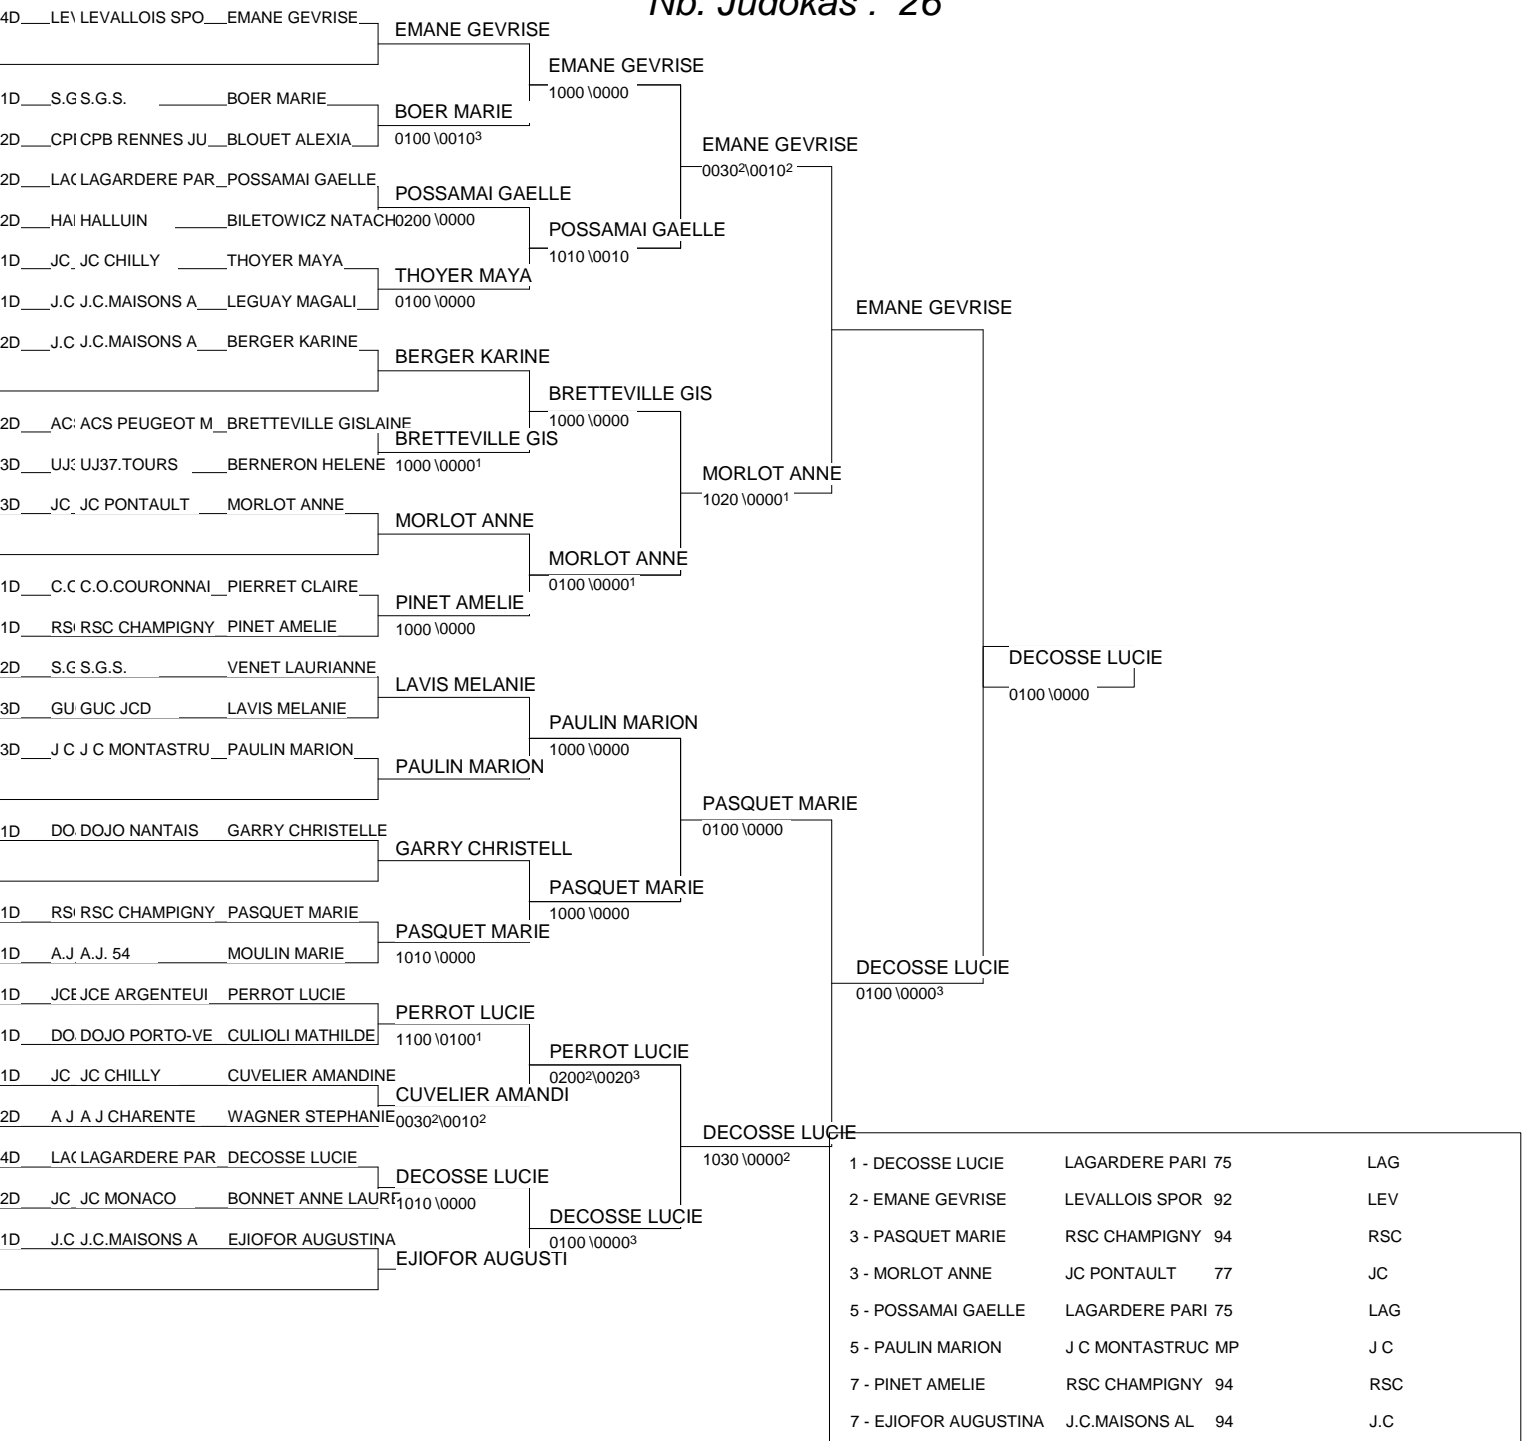 Nb. Judokas : 26
4D LEV LEVALLOIS SPO EMANE GEVRISE
1D S.G S.G.S. BOER MARIE
2D CPI CPB RENNES JU BLOUET ALEXIA
2D LAG LAGARDERE PAR POSSAMAI GAELLE
2D HAI HALLUIN BILETOWICZ NATACH
1D JC JC CHILLY THOYER MAYA
1D J.C J.C.MAISONS A LEGUAY MAGALI
2D J.C J.C.MAISONS A BERGER KARINE
2D AC ACS PEUGEOT M BRETTEVILLE GISLAINE
3D UJ3 UJ37.TOURS BERNERON HELENE
3D JC JC PONTAULT MORLOT ANNE
1D C.O C.O.COURONNAI PIERRET CLAIRE
1D RS RSC CHAMPIGNY PINET AMELIE
2D S.G S.G.S. VENET LAURIANNE
3D GU GUC JCD LAVIS MELANIE
3D J C J C MONTASTRU PAULIN MARION
1D DO DOJO NANTAIS GARRY CHRISTELLE
1D RS RSC CHAMPIGNY PASQUET MARIE
1D A.J A.J. 54 MOULIN MARIE
1D JCE JCE ARGENTEUI PERROT LUCIE
1D DO DOJO PORTO-VE CULIOLI MATHILDE
1D JC JC CHILLY CUVELIER AMANDINE
2D A J A J CHARENTE WAGNER STEPHANIE
4D LAG LAGARDERE PAR DECOSSE LUCIE
2D JC JC MONACO BONNET ANNE LAURE
1D J.C J.C.MAISONS A EJIOFOR AUGUSTINA
EMANE GEVRISE
BOER MARIE
0100 \0010³
POSSAMAI GAELLE
0200 \0000
THOYER MAYA
0100 \0000
BERGER KARINE
BRETTEVILLE GIS
1000 \0000¹
MORLOT ANNE
PINET AMELIE
1000 \0000
LAVIS MELANIE
PAULIN MARION
GARRY CHRISTELL
PASQUET MARIE
1010 \0000
PERROT LUCIE
1100 \0100¹
CUVELIER AMANDI
0030²\0010²
DECOSSE LUCIE
1010 \0000
EJIOFOR AUGUSTI
EMANE GEVRISE
1000 \0000
POSSAMAI GAELLE
1010 \0010
BRETTEVILLE GIS
1000 \0000
MORLOT ANNE
0100 \0000¹
PAULIN MARION
1000 \0000
PASQUET MARIE
1000 \0000
PERROT LUCIE
0200²\0020³
DECOSSE LUCIE
0100 \0000³
EMANE GEVRISE
0030²\0010²
MORLOT ANNE
1020 \0000¹
PASQUET MARIE
0100 \0000
DECOSSE LUCIE
1030 \0000²
EMANE GEVRISE
DECOSSE LUCIE
0100 \0000³
DECOSSE LUCIE
0100 \0000
1 - DECOSSE LUCIE LAGARDERE PARI 75 LAG
2 - EMANE GEVRISE LEVALLOIS SPOR 92 LEV
3 - PASQUET MARIE RSC CHAMPIGNY 94 RSC
3 - MORLOT ANNE JC PONTAULT 77 JC
5 - POSSAMAI GAELLE LAGARDERE PARI 75 LAG
5 - PAULIN MARION J C MONTASTRUC MP J C
7 - PINET AMELIE RSC CHAMPIGNY 94 RSC
7 - EJIOFOR AUGUSTINA J.C.MAISONS AL 94 J.C